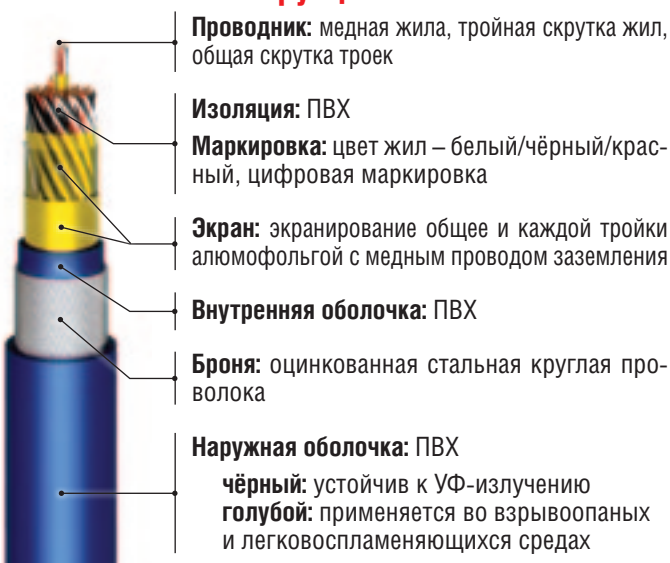 Проводник: медная жила, тройная скрутка жил,
общая скрутка троек
Изоляция: ПВХ
Маркировка: цвет жил – белый/чёрный/крас-
ный, цифровая маркировка
Экран: экранирование общее и каждой тройки
алюмофольгой с медным проводом заземления
Внутренняя оболочка: ПВХ
Броня: оцинкованная стальная круглая про-
волока
Наружная оболочка: ПВХ
чёрный: устойчив к УФ-излучению
голубой: применяется во взрывоопаных
и легковоспламеняющихся средах